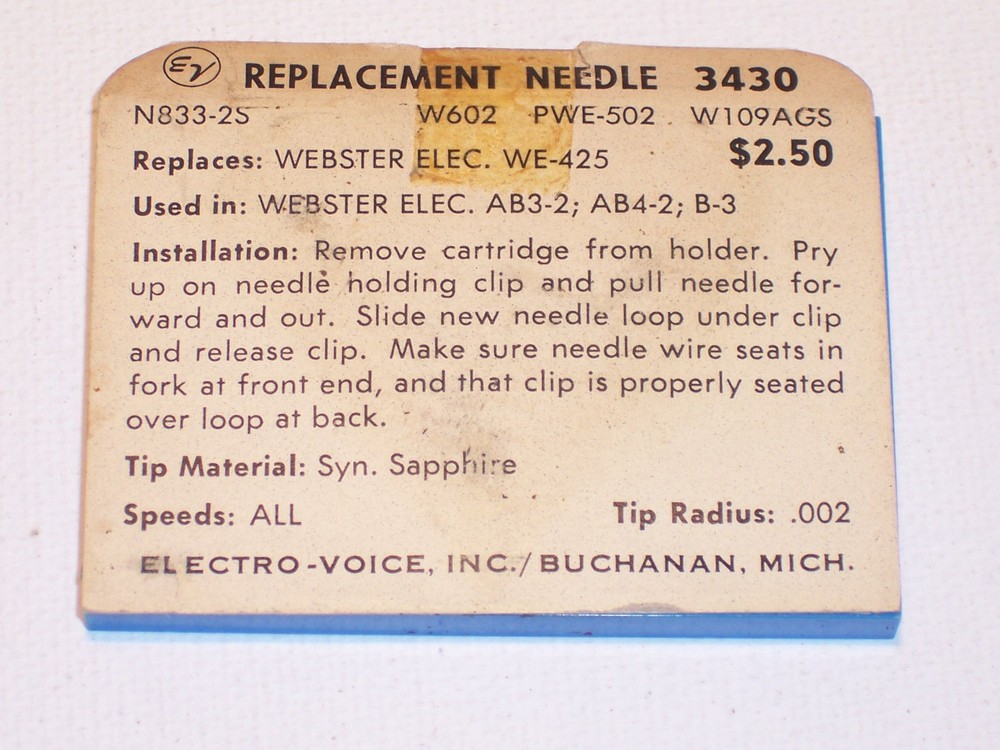 EV REPLACEMENT NEEDLE 3430
N833-2S W602 PWE-502 W109AGS
Replaces: WEBSTER ELEC. WE-425 $2.50
Used in: WEBSTER ELEC. AB3-2; AB4-2; B-3
Installation: Remove cartridge from holder. Pry
up on needle holding clip and pull needle for-
ward and out. Slide new needle loop under clip
and release clip. Make sure needle wire seats in
fork at front end, and that clip is properly seated
over loop at back.
Tip Material: Syn. Sapphire
Speeds: ALL Tip Radius: .002
ELECTRO-VOICE, INC./BUCHANAN, MICH.